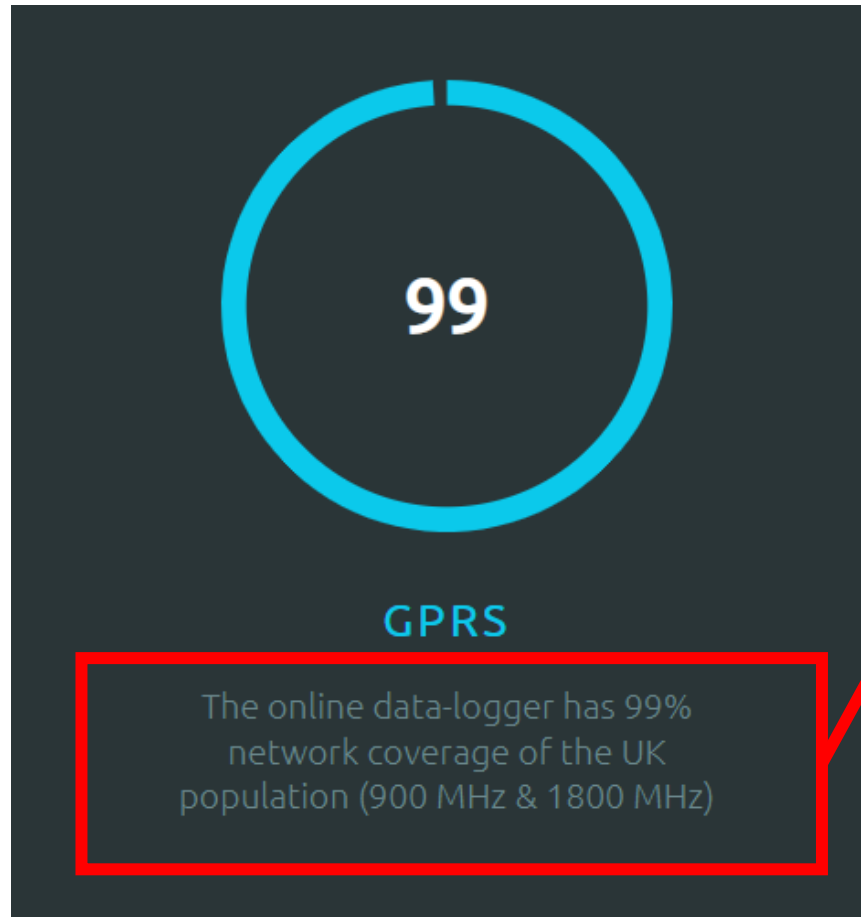 99
GPRS
The online data-logger has 99%
network coverage of the UK
population (900 MHz & 1800 MHz)